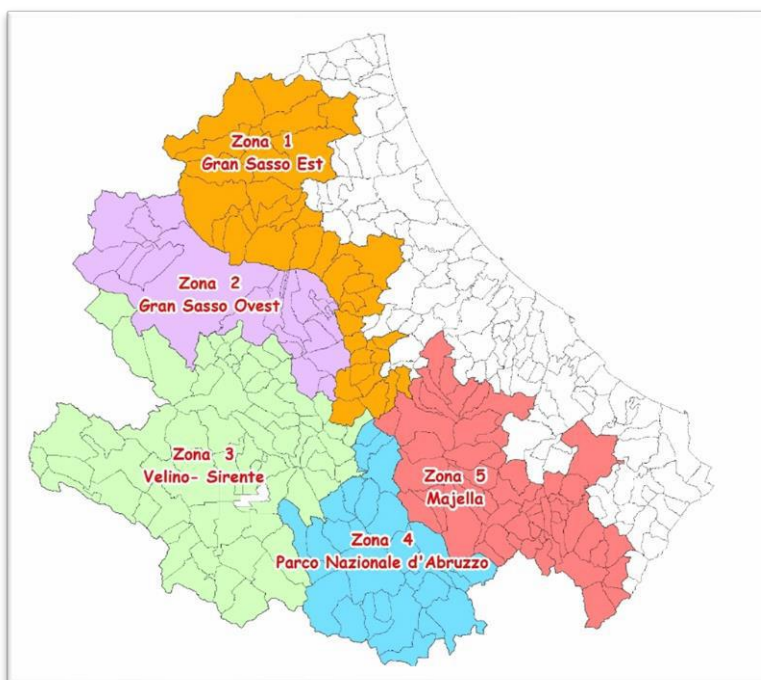 Zona 1
Gran Sasso Est
Zona 2
Gran Sasso Ovest
Zona 3
Velino- Sirente
Zona 5
Majella
Zona 4
Parco Nazionale d'Abruzzo